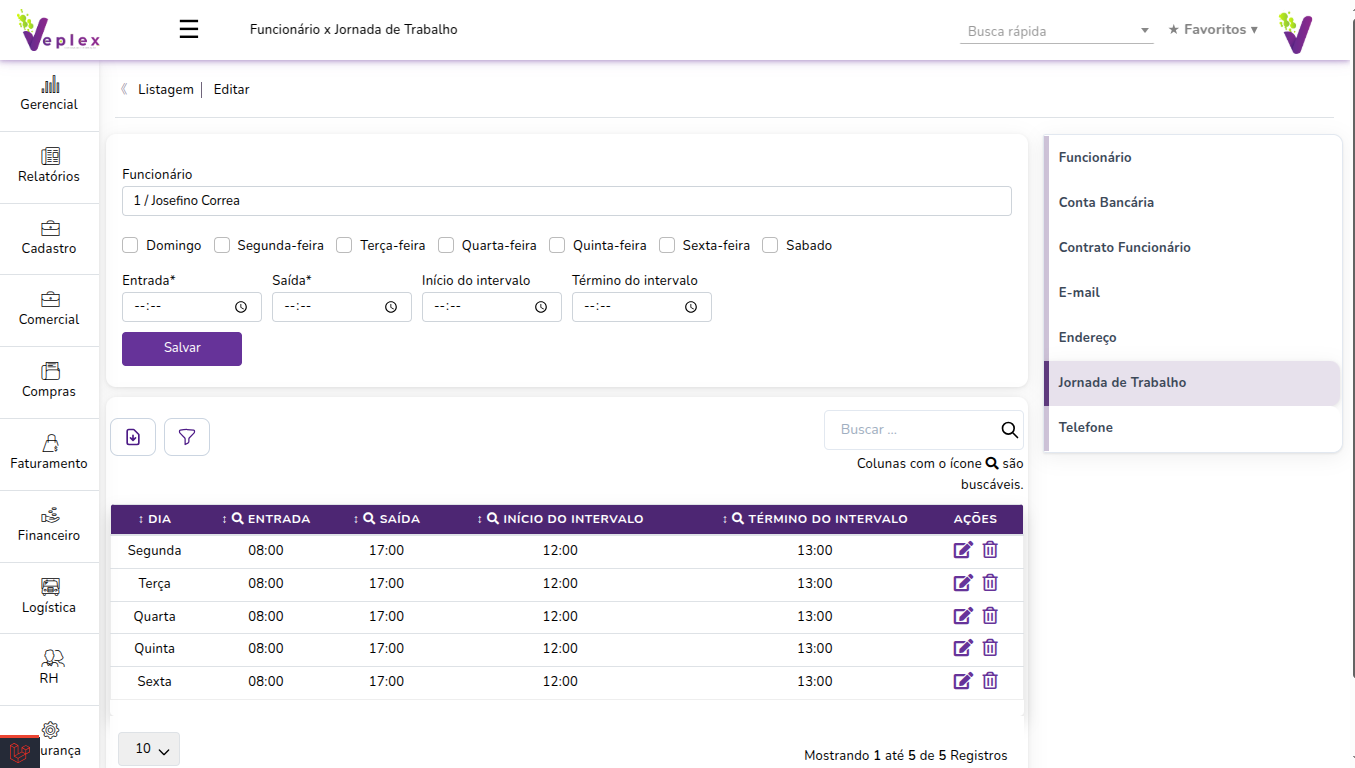 Veplex
Funcionário x Jornada de Trabalho
Busca rápida
★ Favoritos ▾
Gerencial
Relatórios
Cadastro
Comercial
Compras
Faturamento
Financeiro
Logística
RH
urança
Listagem | Editar
Funcionário
1 / Josefino Correa
Domingo Segunda-feira Terça-feira Quarta-feira Quinta-feira Sexta-feira Sabado
Entrada* Saída* Início do intervalo Término do intervalo
--:-- --:-- --:-- --:--
Salvar
Funcionário
Conta Bancária
Contrato Funcionário
E-mail
Endereço
Jornada de Trabalho
Telefone
Buscar ...
Colunas com o ícone são
buscáveis.
↕ DIA ↕ ENTRADA ↕ SAÍDA ↕ INÍCIO DO INTERVALO ↕ TÉRMINO DO INTERVALO AÇÕES
Segunda 08:00 17:00 12:00 13:00
Terça 08:00 17:00 12:00 13:00
Quarta 08:00 17:00 12:00 13:00
Quinta 08:00 17:00 12:00 13:00
Sexta 08:00 17:00 12:00 13:00
10
Mostrando 1 até 5 de 5 Registros